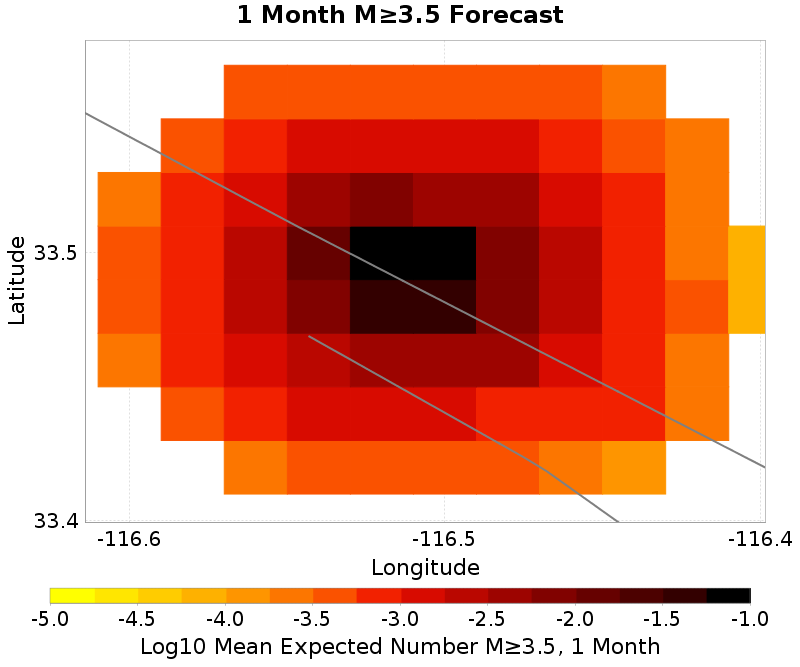 1 Month M≥3.5 Forecast
Latitude
33.5
33.4
-116.6 -116.5 -116.4
Longitude
-5.0 -4.5 -4.0 -3.5 -3.0 -2.5 -2.0 -1.5 -1.0
Log10 Mean Expected Number M≥3.5, 1 Month